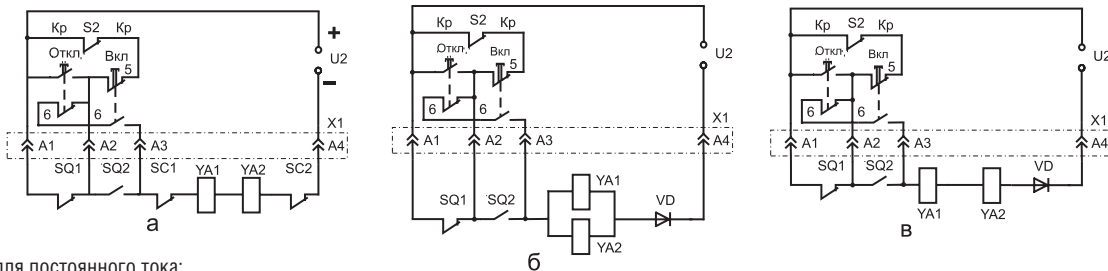 Кр S2 Кр
Откл. Вкл
5
+
U2
–
6 6
X1
A1 A2 A3 A4
SQ1 SQ2 SC1 YA1 YA2 SC2
а
Кр S2 Кр
Откл. Вкл
5
U2
6 6
X1
A1 A2 A3 A4
SQ1 SQ2 YA1 VD
YA2
б
Кр S2 Кр
Откл. Вкл
5
U2
6 6
X1
A1 A2 A3 A4
SQ1 SQ2 VD
YA1 YA2
в
для постоянного тока: